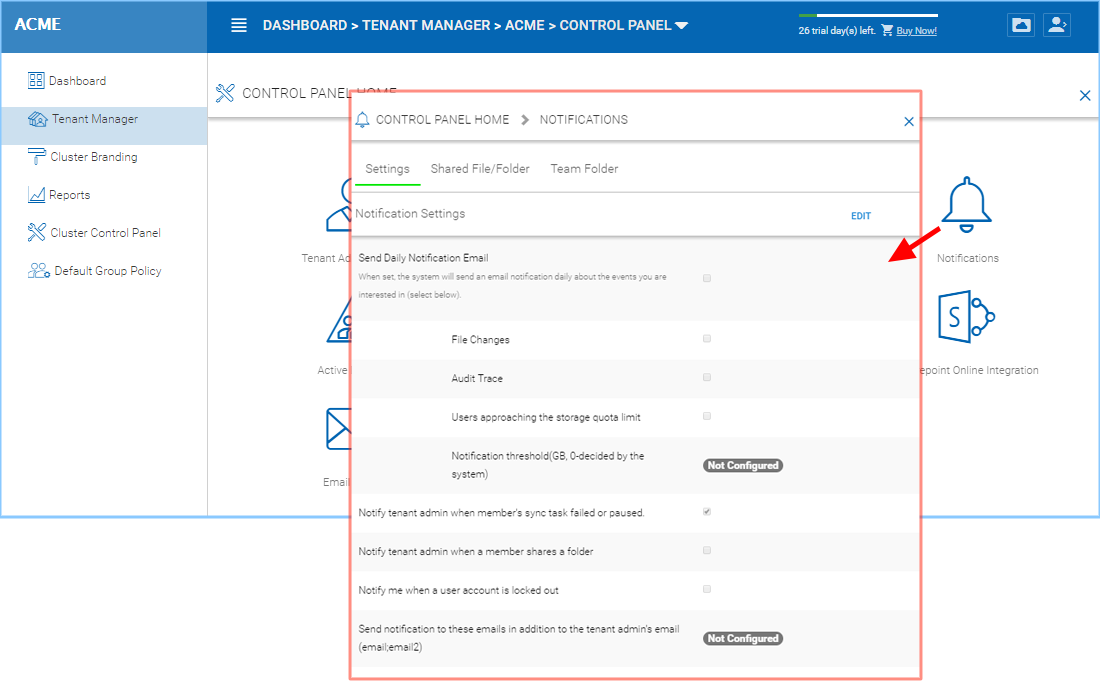 ACME
DASHBOARD > TENANT MANAGER > ACME > CONTROL PANEL
26 trial day(s) left. Buy Now!
Dashboard
Tenant Manager
Cluster Branding
Reports
Cluster Control Panel
Default Group Policy
CONTROL PANEL HOME
Tenant Ad
Active
Email
Notifications
S
epoint Online Integration
CONTROL PANEL HOME > NOTIFICATIONS
Settings Shared File/Folder Team Folder
Notification Settings EDIT
Send Daily Notification Email
When set, the system will send an email notification daily about the events you are
interested in (select below).
File Changes
Audit Trace
Users approaching the storage quota limit
Notification threshold(GB, 0-decided by the
system)
Not Configured
Notify tenant admin when member's sync task failed or paused.
Notify tenant admin when a member shares a folder
Notify me when a user account is locked out
Send notification to these emails in addition to the tenant admin's email
(email;email2)
Not Configured